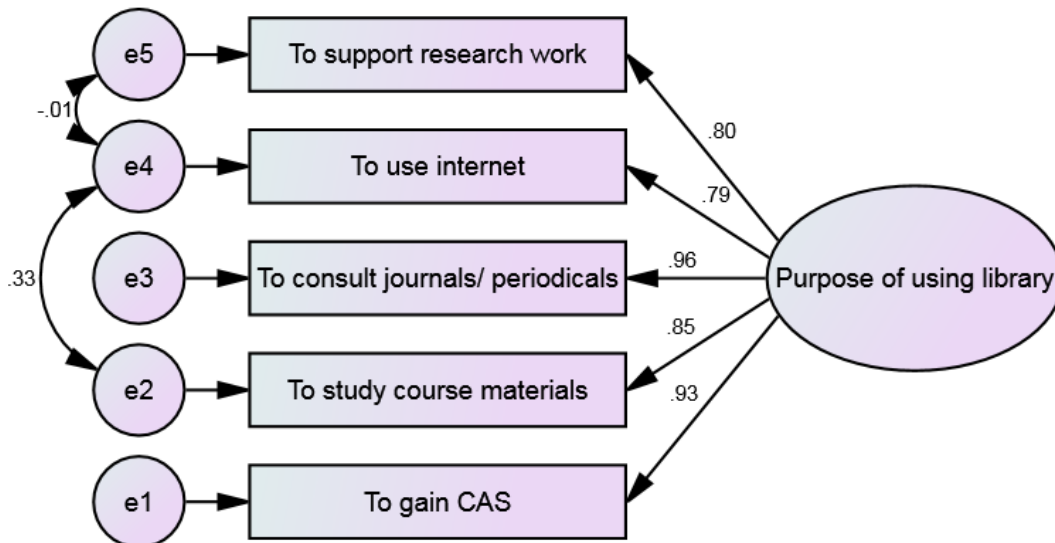 e5
To support research work
.80
-.01
e4
To use internet
.79
.33
e3
To consult journals/ periodicals
.96
Purpose of using library
e2
To study course materials
.85
e1
To gain CAS
.93